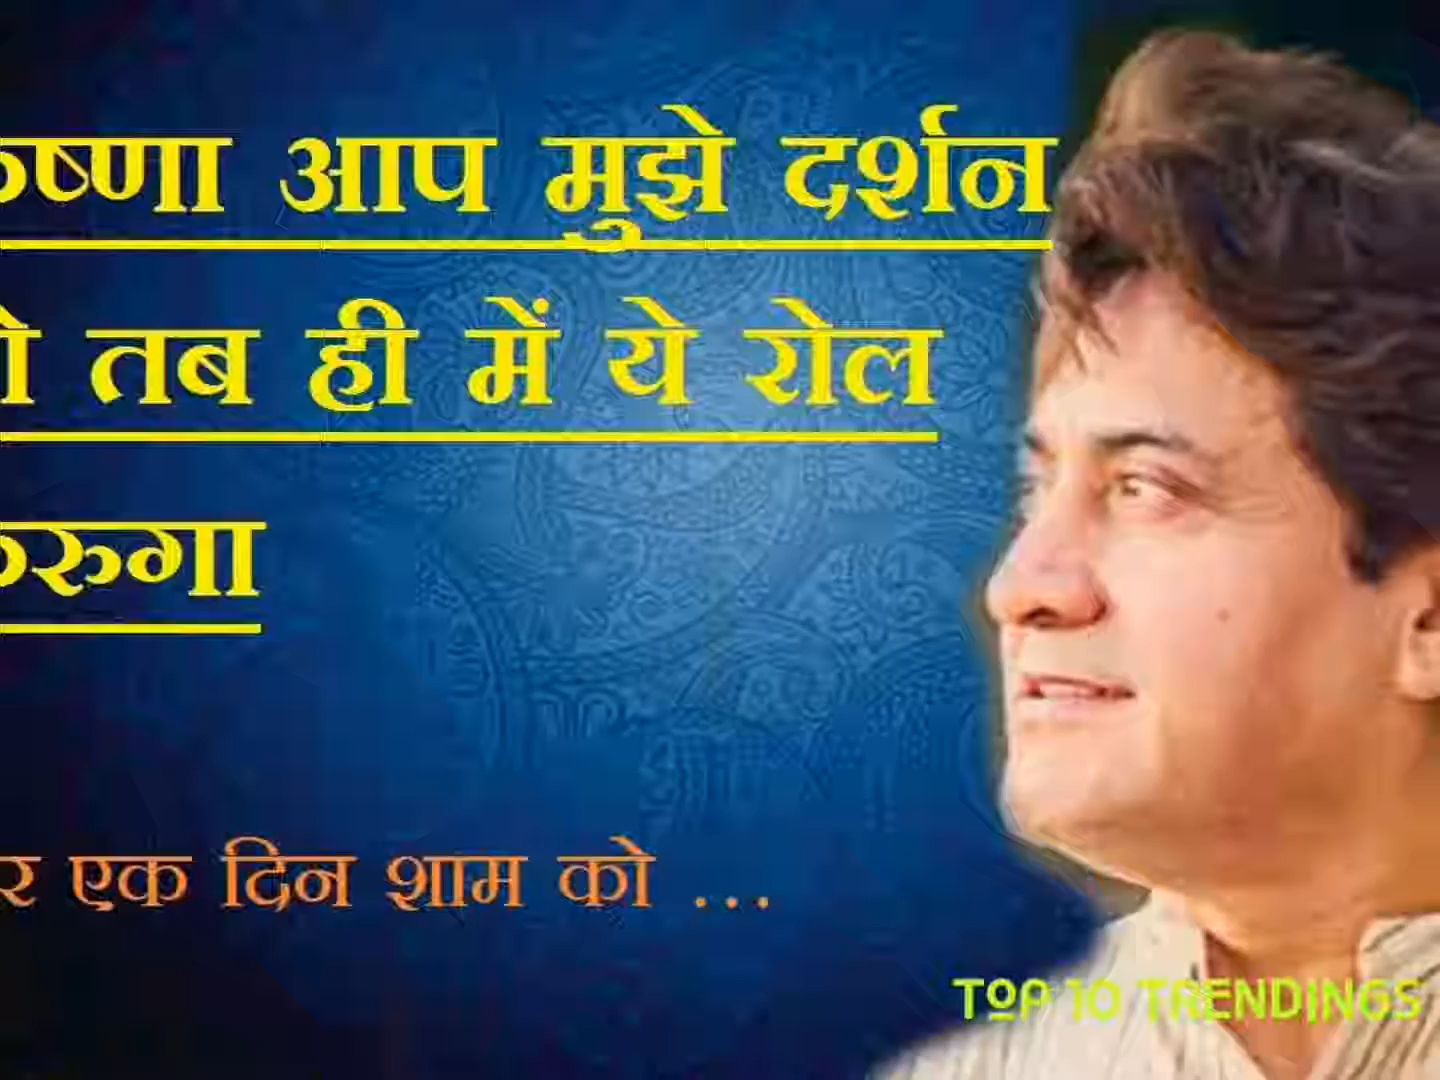 आप मुझे दर्शन
तब ही में ये रोल
एक दिन शाम को ...
TOP 10 TRENDINGS